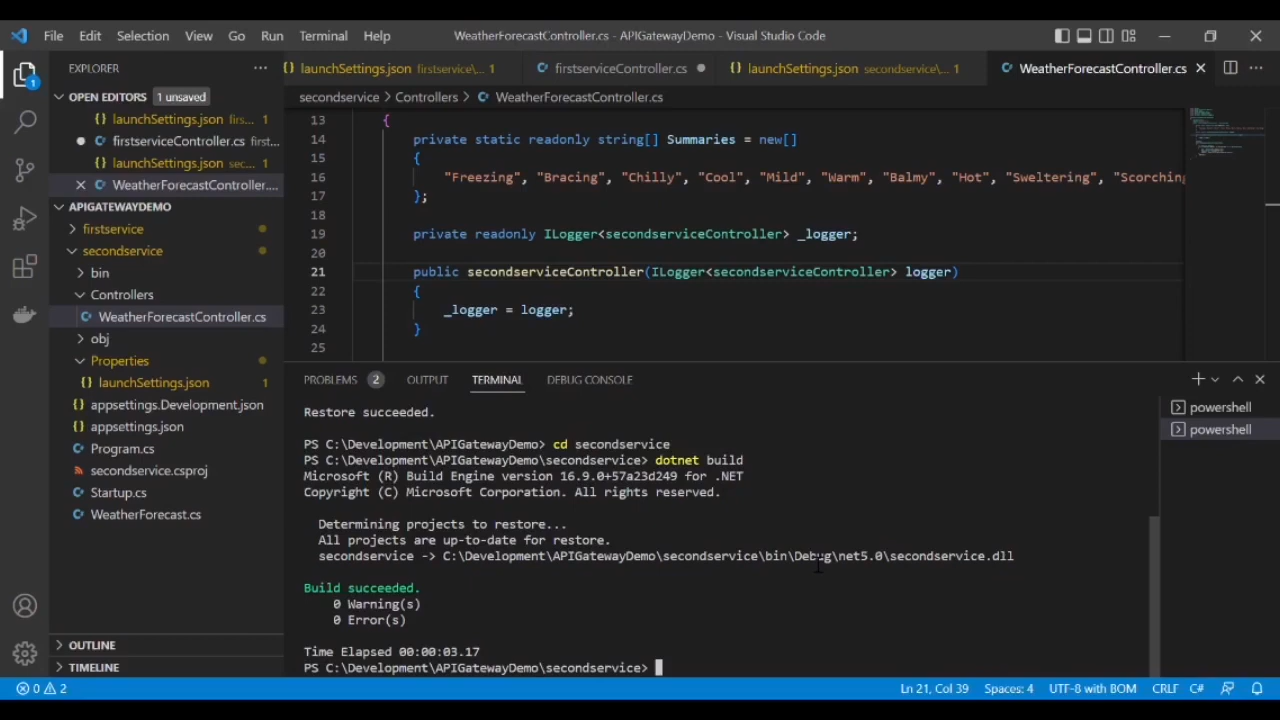 File Edit Selection View Go Run Terminal Help WeatherForecastController.cs - APIGatewayDemo - Visual Studio Code
1
EXPLORER
{} launchSettings.json firstservice\... 1
firstserviceController.cs
{} launchSettings.json secondservice\... 1
WeatherForecastController.cs
OPEN EDITORS 1 unsaved
{} launchSettings.json firs... 1
firstserviceController.cs first...
{} launchSettings.json sec... 1
WeatherForecastController....
APIGATEWAYDEMO
firstservice
secondservice
bin
Controllers
WeatherForecastController.cs
obj
Properties
{} launchSettings.json 1
{} appsettings.Development.json
{} appsettings.json
Program.cs
secondservice.csproj
Startup.cs
WeatherForecast.cs
OUTLINE
TIMELINE
secondservice > Controllers > WeatherForecastController.cs
13 {
14 private static readonly string[] Summaries = new[]
15 {
16 "Freezing", "Bracing", "Chilly", "Cool", "Mild", "Warm", "Balmy", "Hot", "Sweltering", "Scorching
17 };
18
19 private readonly ILogger<secondserviceController> _logger;
20
21 public secondserviceController(ILogger<secondserviceController> logger)
22 {
23 _logger = logger;
24 }
25
PROBLEMS 2 OUTPUT TERMINAL DEBUG CONSOLE
Restore succeeded.
PS C:\Development\APIGatewayDemo> cd secondservice
PS C:\Development\APIGatewayDemo\secondservice> dotnet build
Microsoft (R) Build Engine version 16.9.0+57a23d249 for .NET
Copyright (C) Microsoft Corporation. All rights reserved.
Determining projects to restore...
All projects are up-to-date for restore.
secondservice -> C:\Development\APIGatewayDemo\secondservice\bin\Debug\net5.0\secondservice.dll
Build succeeded.
0 Warning(s)
0 Error(s)
Time Elapsed 00:00:03.17
PS C:\Development\APIGatewayDemo\secondservice>
powershell
powershell
0 2
Ln 21, Col 39 Spaces: 4 UTF-8 with BOM CRLF C#